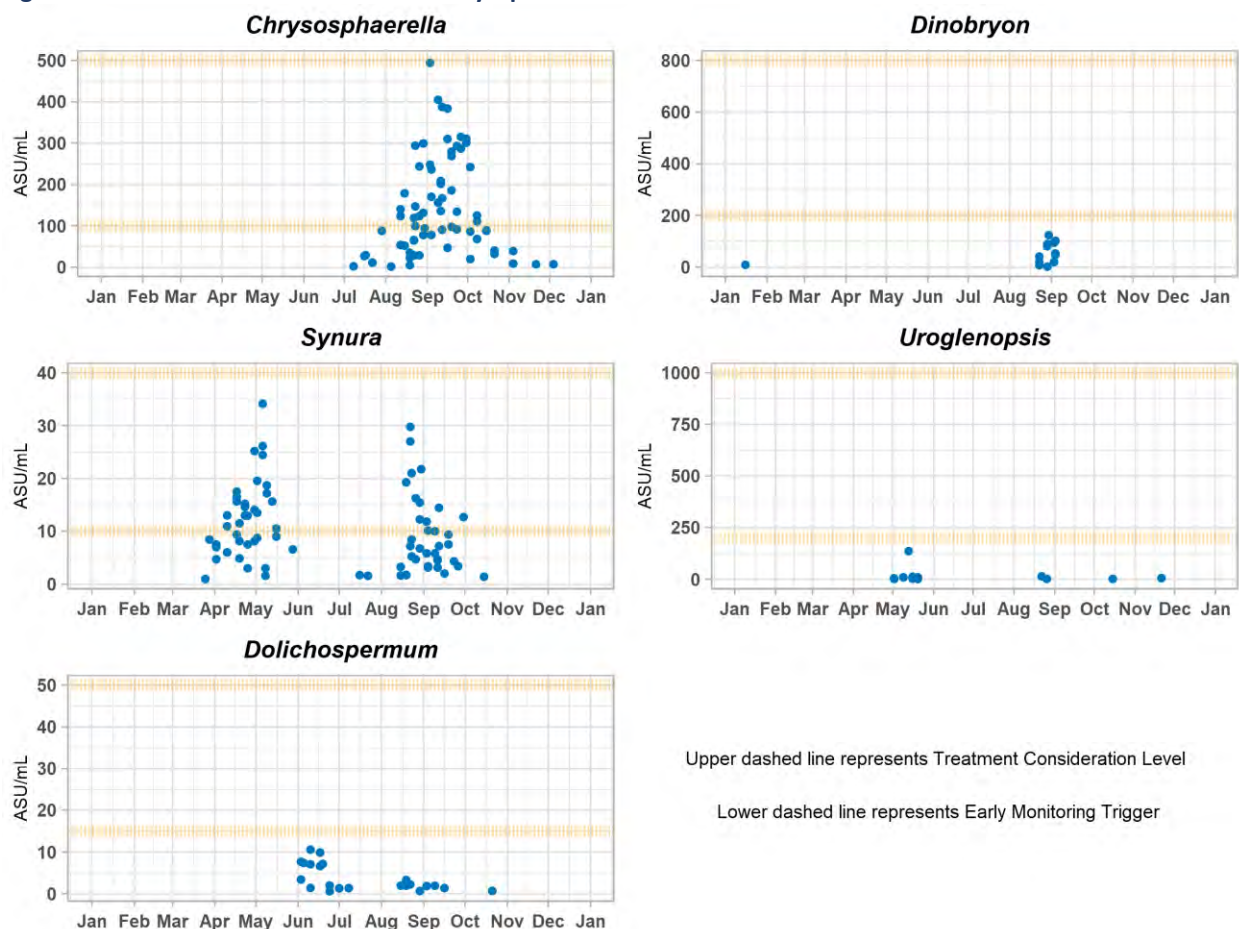 Chrysosphaerella
500
400
300
200
100
0
ASU/mL
Jan Feb Mar Apr May Jun Jul Aug Sep Oct Nov Dec Jan
Dinobryon
800
600
400
200
0
ASU/mL
Jan Feb Mar Apr May Jun Jul Aug Sep Oct Nov Dec Jan
Synura
40
30
20
10
0
ASU/mL
Jan Feb Mar Apr May Jun Jul Aug Sep Oct Nov Dec Jan
Uroglenopsis
1000
750
500
250
0
ASU/mL
Jan Feb Mar Apr May Jun Jul Aug Sep Oct Nov Dec Jan
Dolichospermum
50
40
30
20
10
0
ASU/mL
Jan Feb Mar Apr May Jun Jul Aug Sep Oct Nov Dec Jan
Upper dashed line represents Treatment Consideration Level
Lower dashed line represents Early Monitoring Trigger